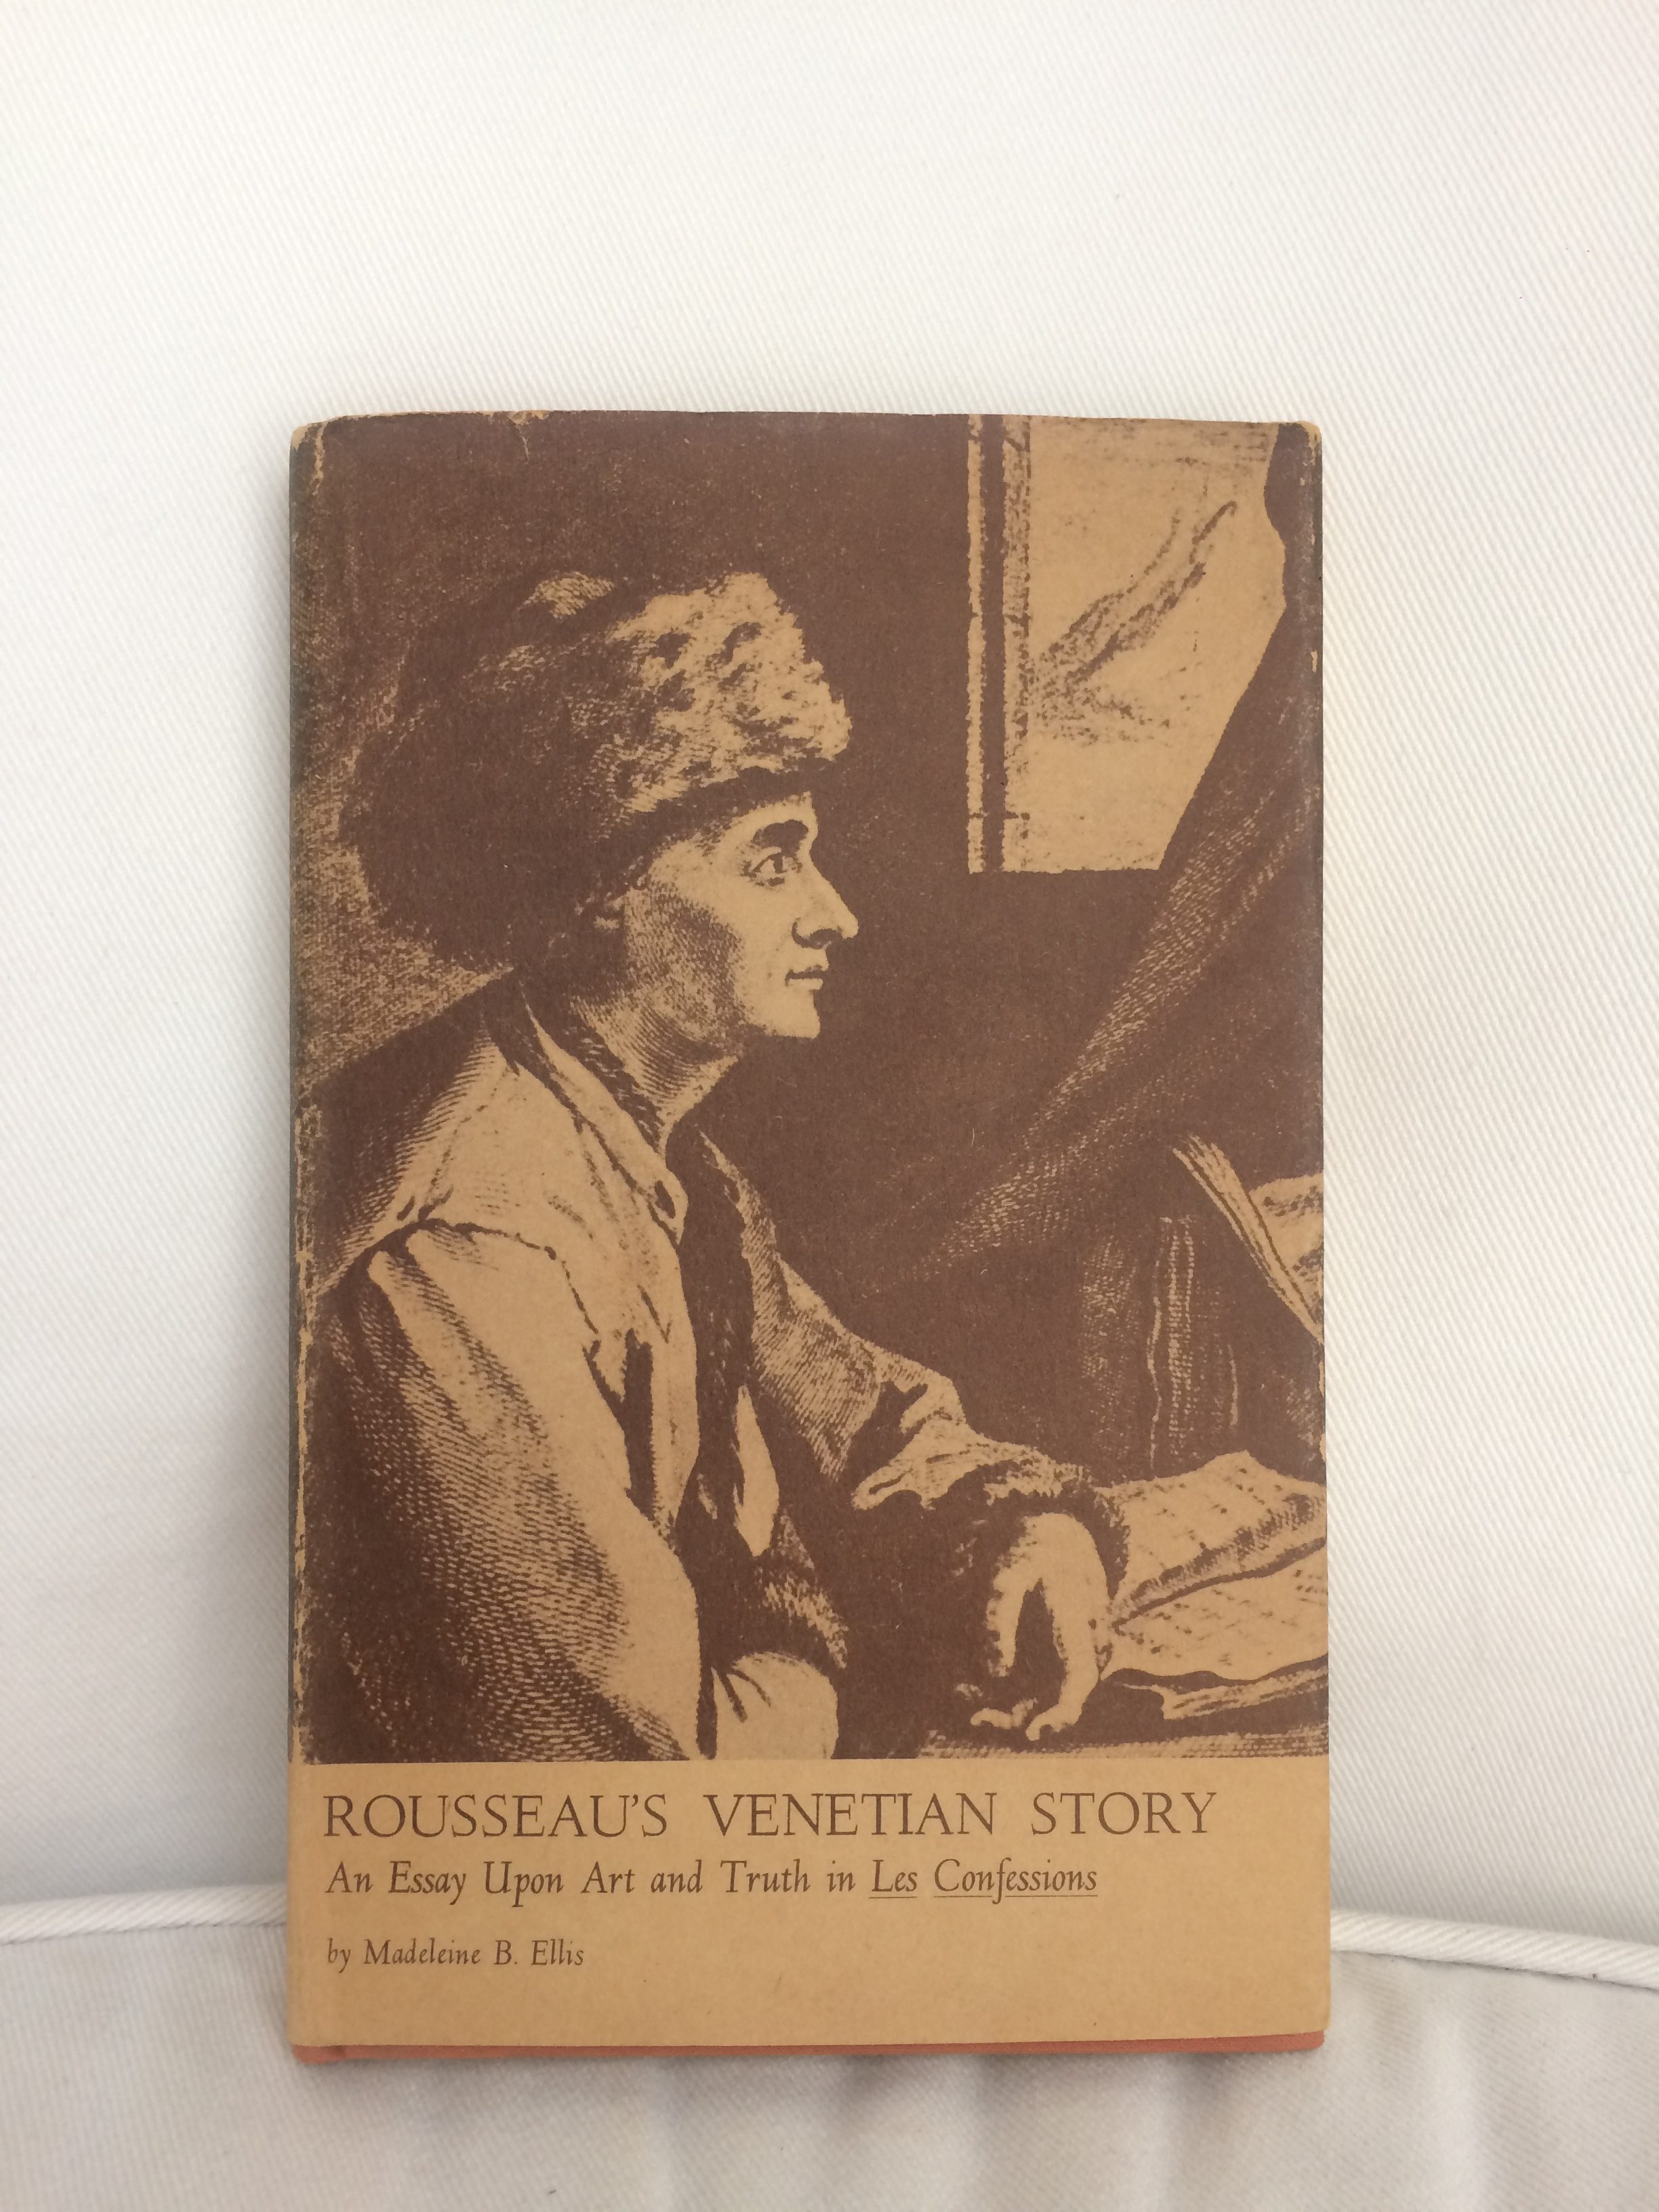 ROUSSEAU'S VENETIAN STORY
An Essay Upon Art and Truth in Les Confessions
by Madeleine B. Ellis